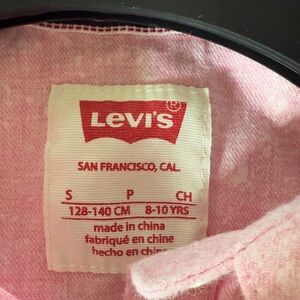 LEVI'S ®
SAN FRANCISCO, CAL.
S P CH
128-140 CM 8-10 YRS
made in china
fabriqué en chine
hecho en china